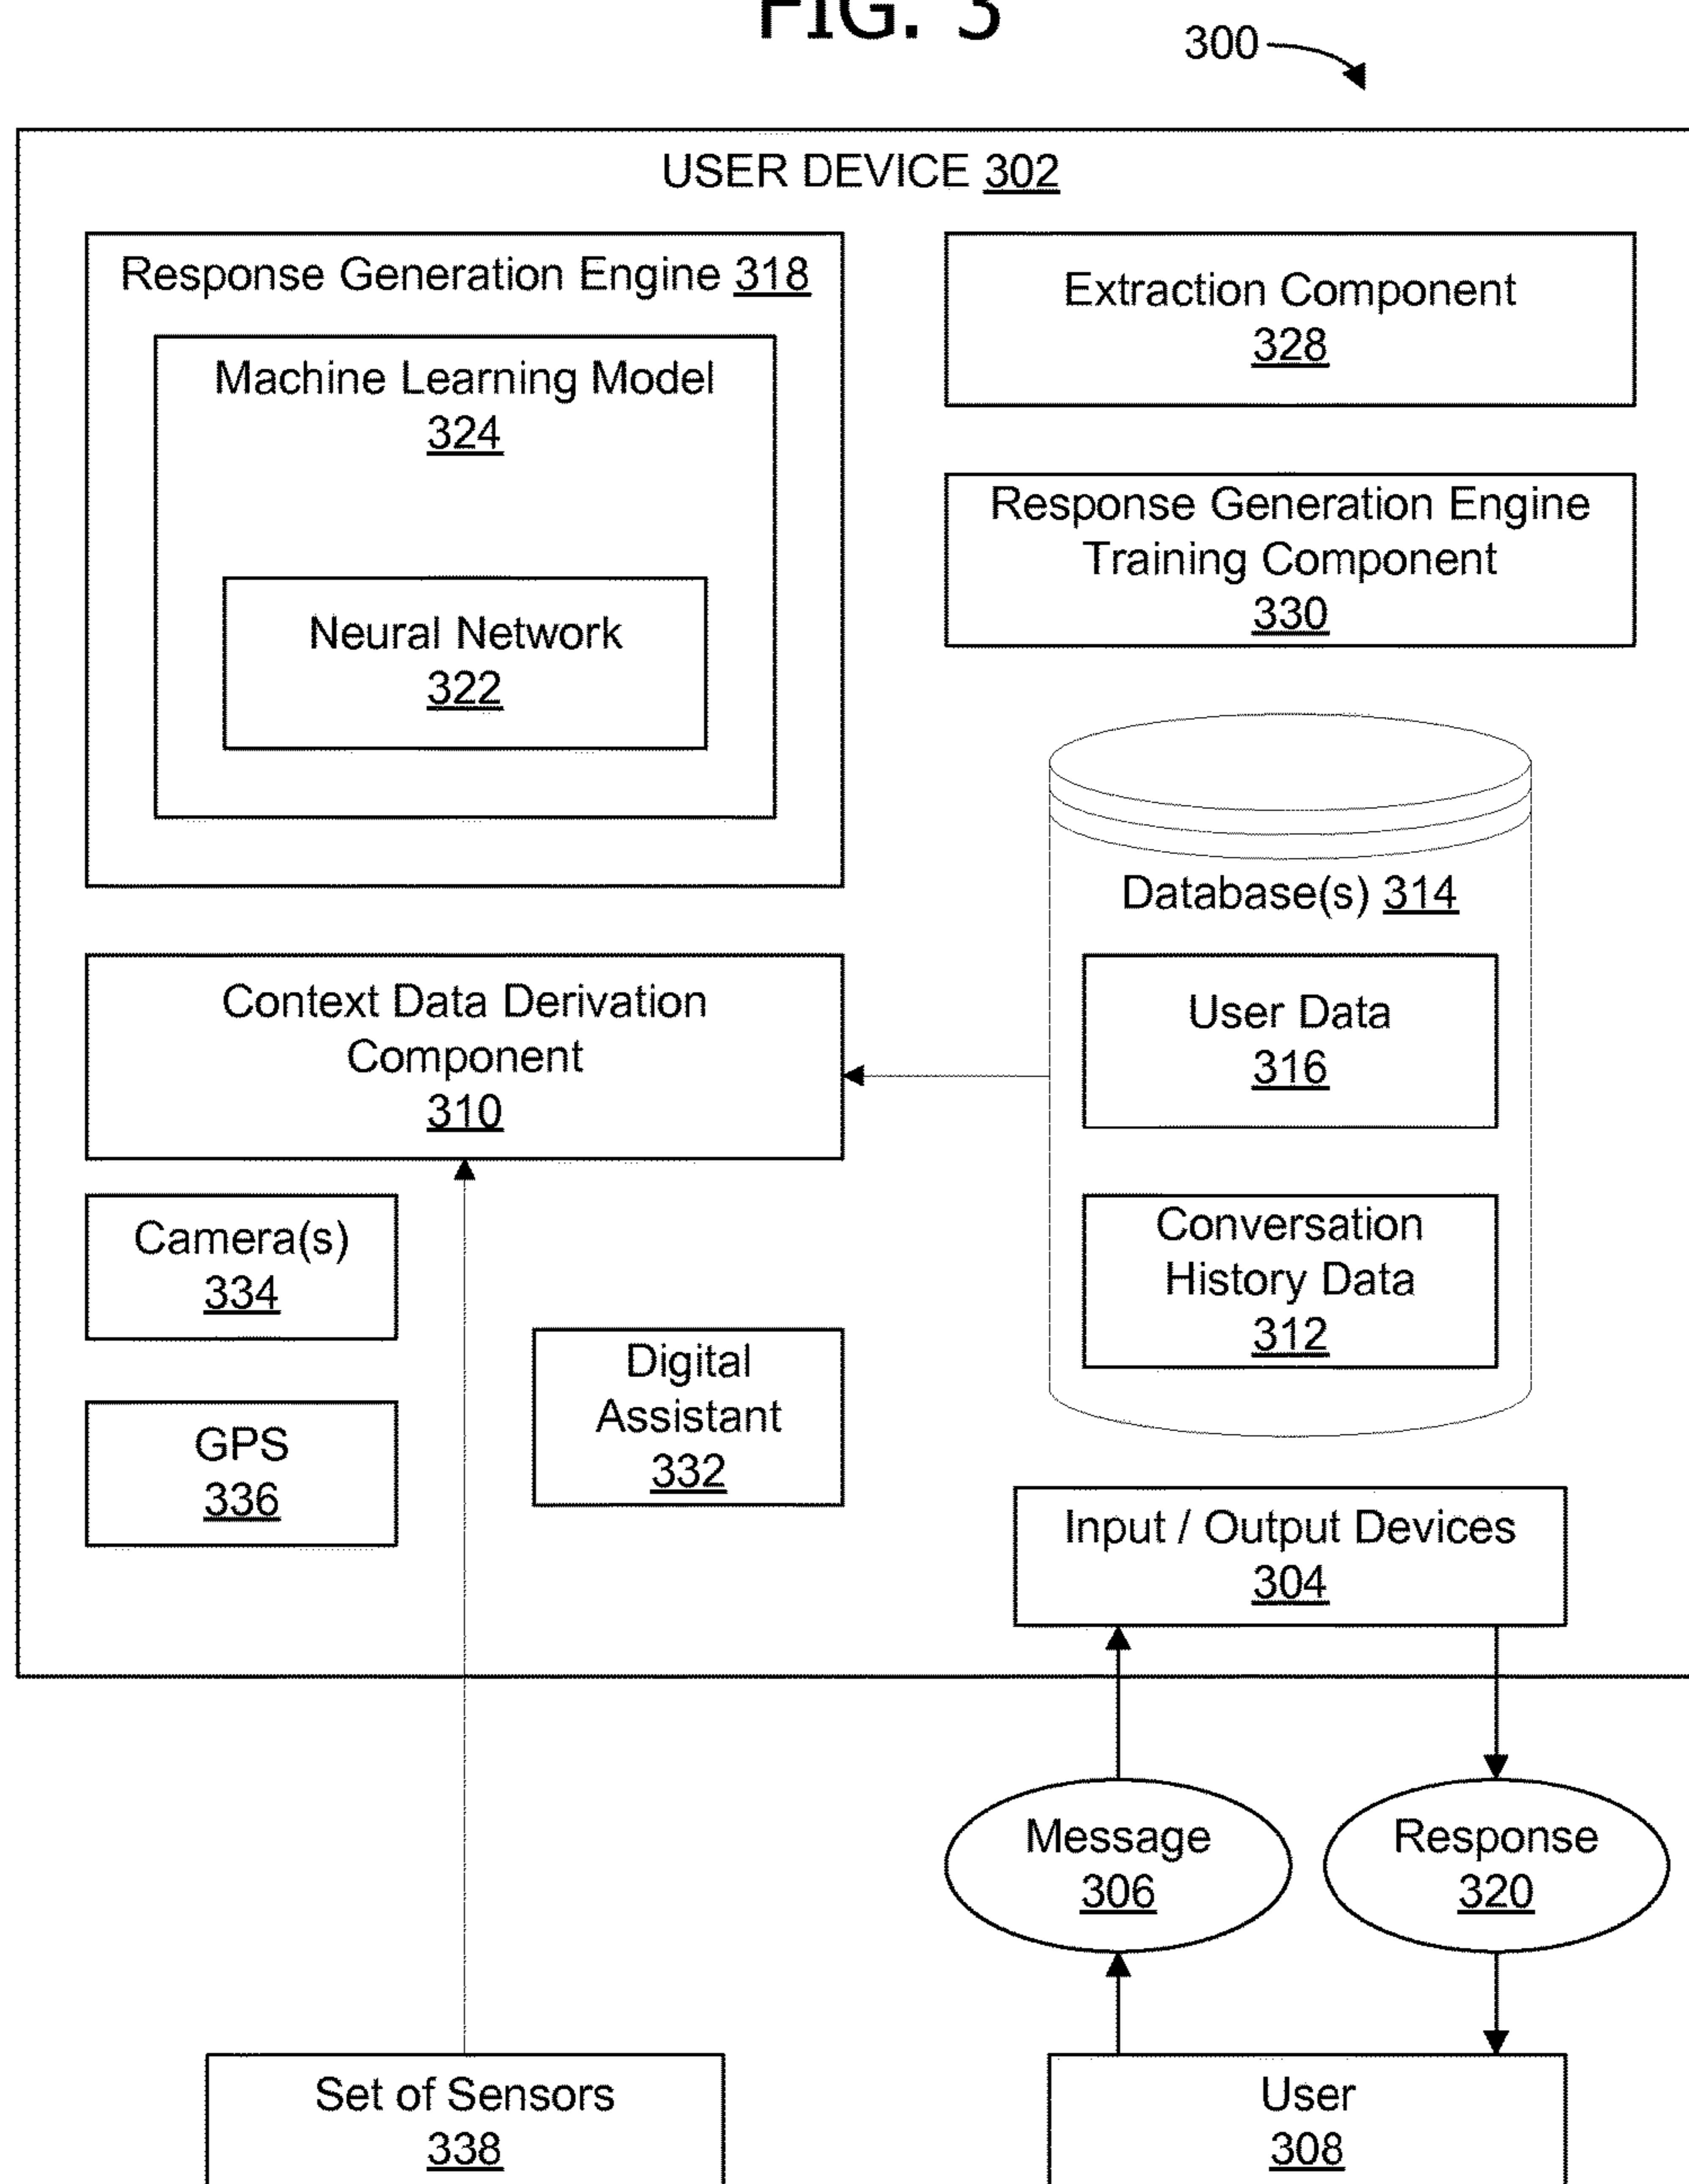 FIG. 3
300
USER DEVICE 302
Response Generation Engine 318
Machine Learning Model
324
Neural Network
322
Extraction Component
328
Response Generation Engine
Training Component
330
Database(s) 314
User Data
316
Conversation
History Data
312
Context Data Derivation
Component
310
Camera(s)
334
GPS
336
Digital
Assistant
332
Input / Output Devices
304
Message
306
Response
320
Set of Sensors
338
User
308